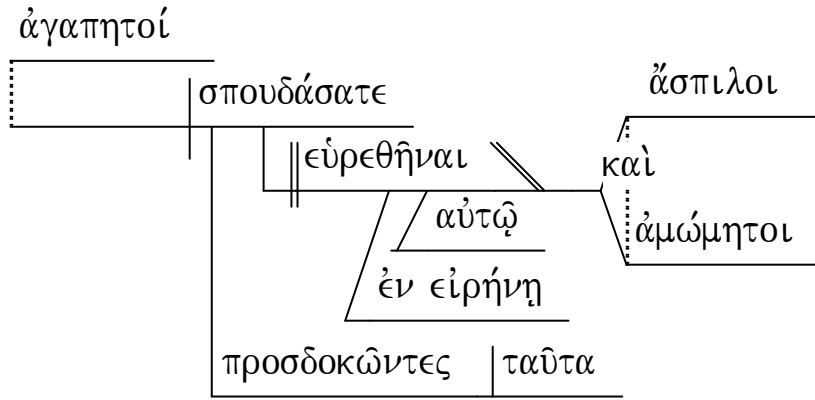 ἀγαπητοί
σπουδάσατε
ἄσπιλοι
εὑρεθῆναι
καὶ
αὐτῷ
ἀμώμητοι
ἐν εἰρήνῃ
προσδοκῶντες ταῦτα